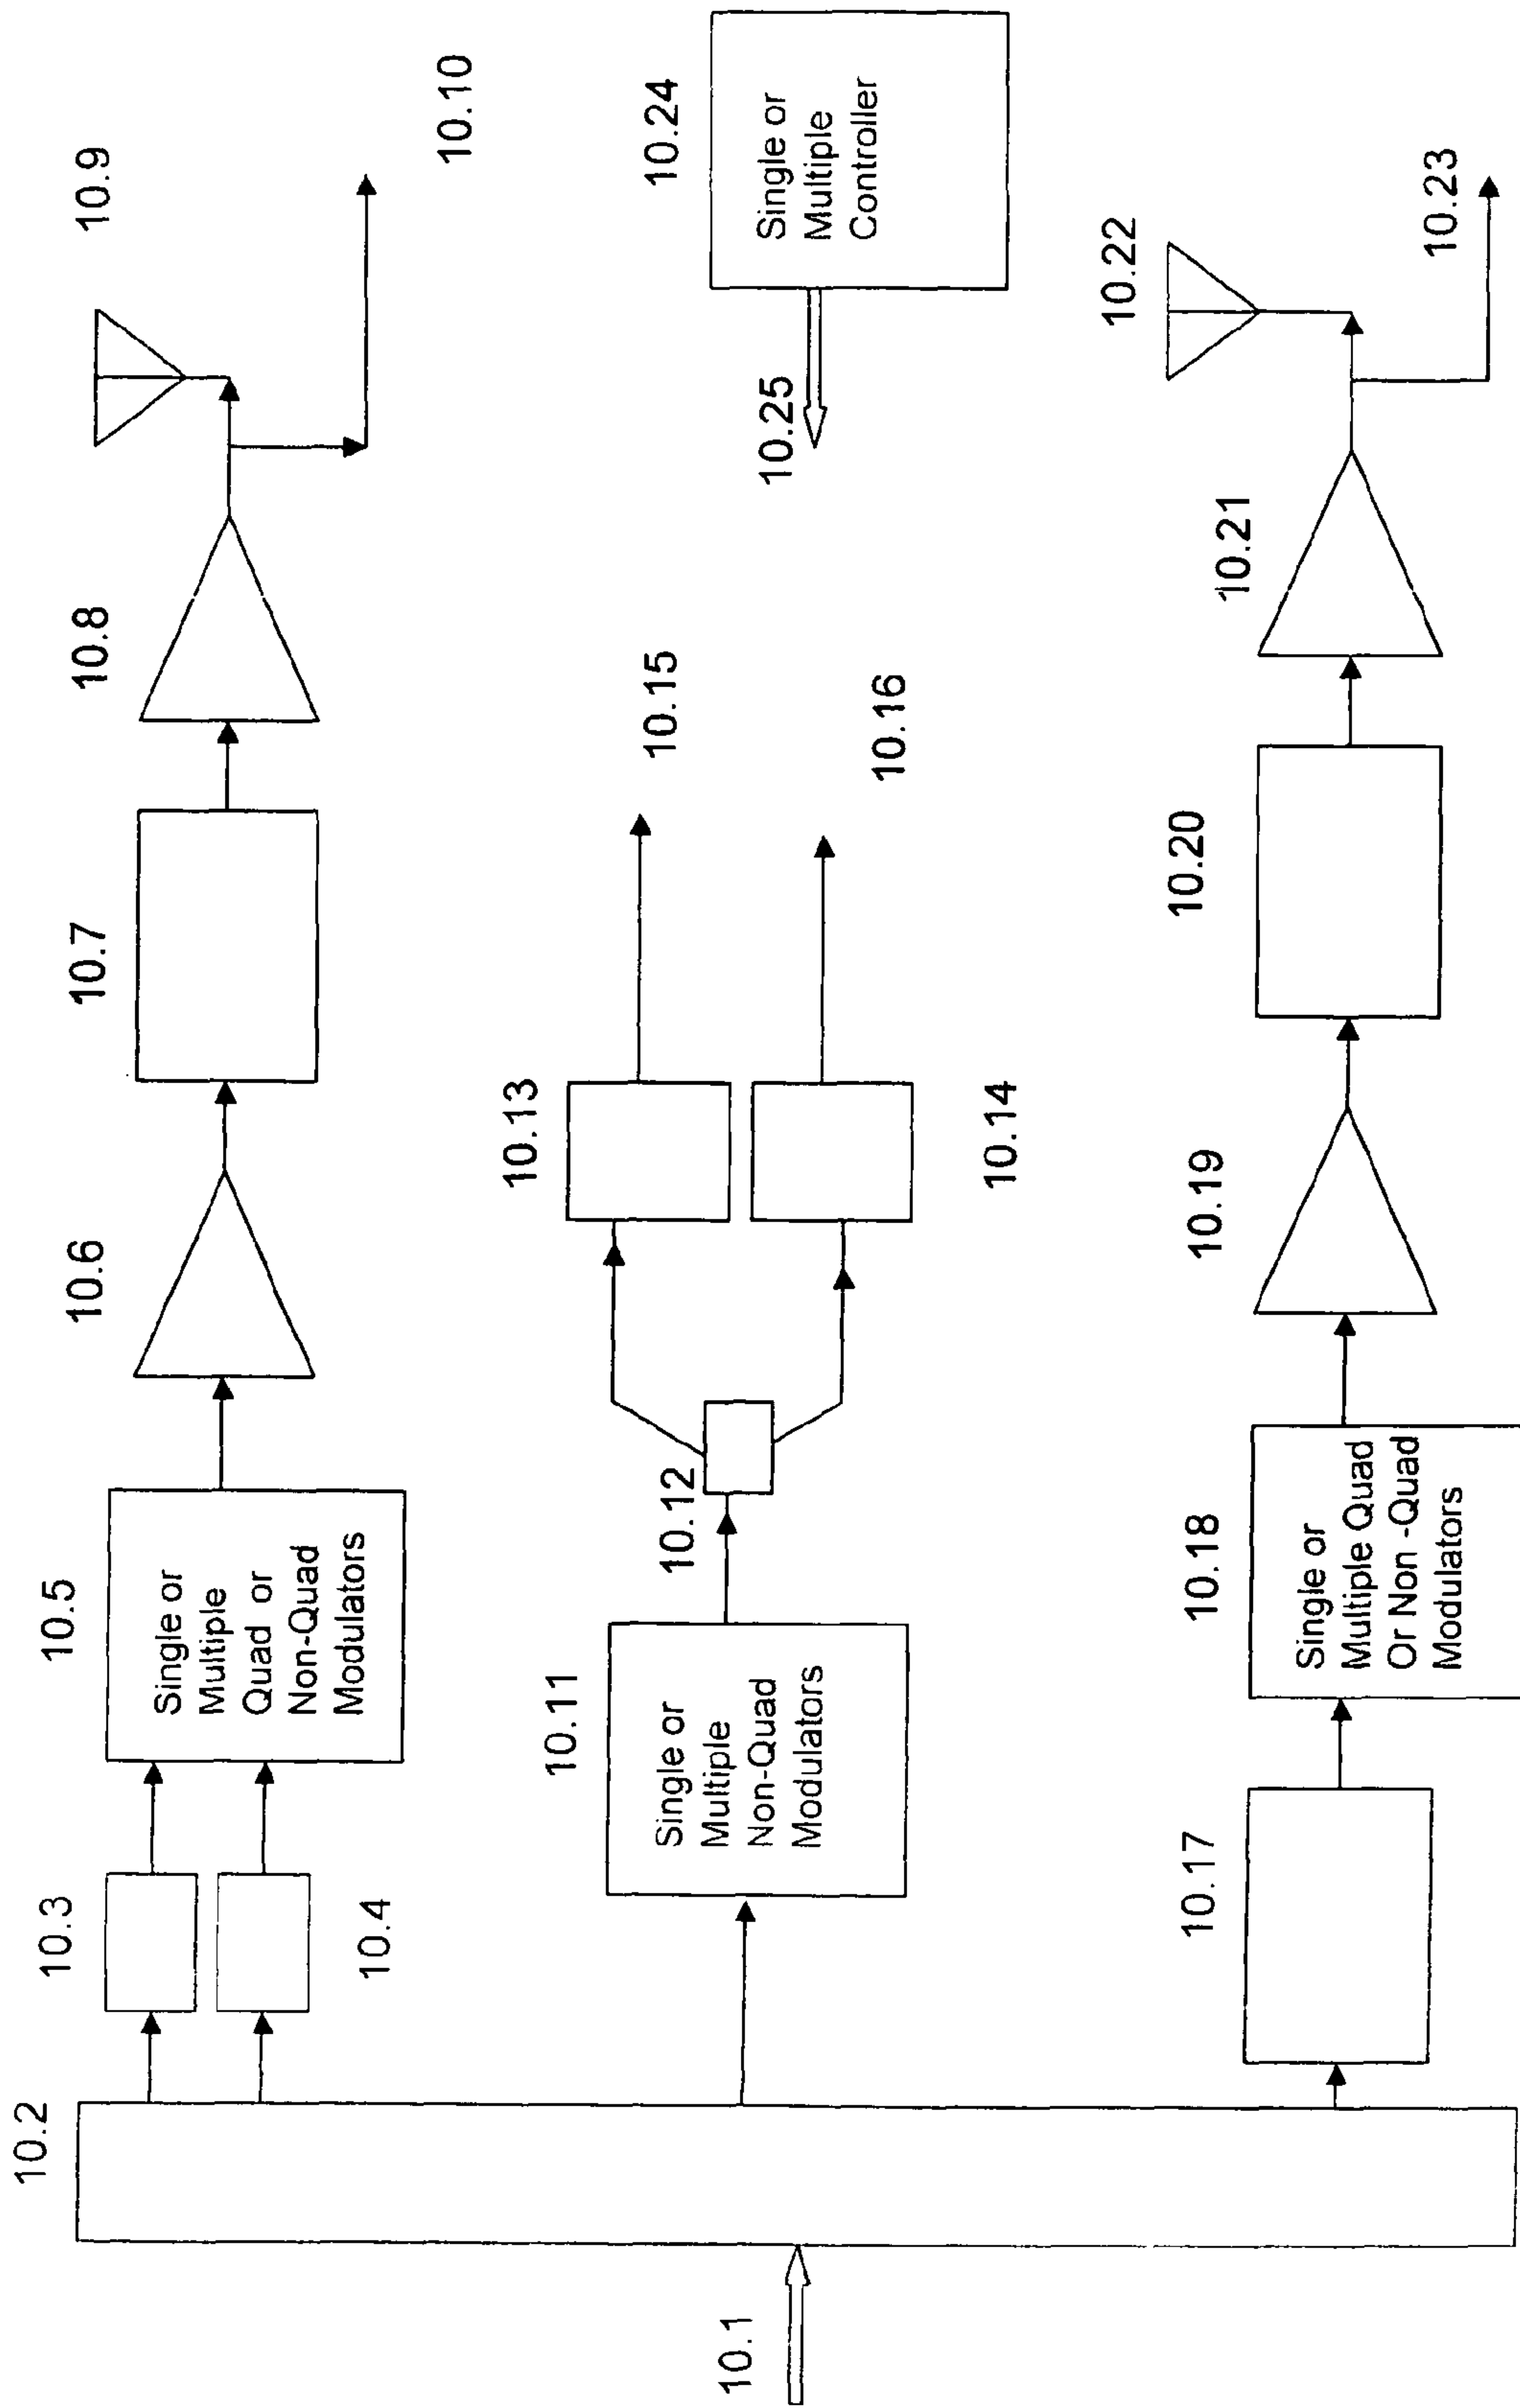 10.1
10.2
10.3
10.4
10.5
Single or
Multiple
Quad or
Non-Quad
Modulators
10.6
10.7
10.8
10.9
10.10
10.11
Single or
Multiple
Non-Quad
Modulators
10.12
10.13
10.14
10.15
10.16
10.17
10.18
Single or
Multiple Quad
Or Non -Quad
Modulators
10.19
10.20
10.21
10.22
10.23
10.24
Single or
Multiple
Controller
10.25